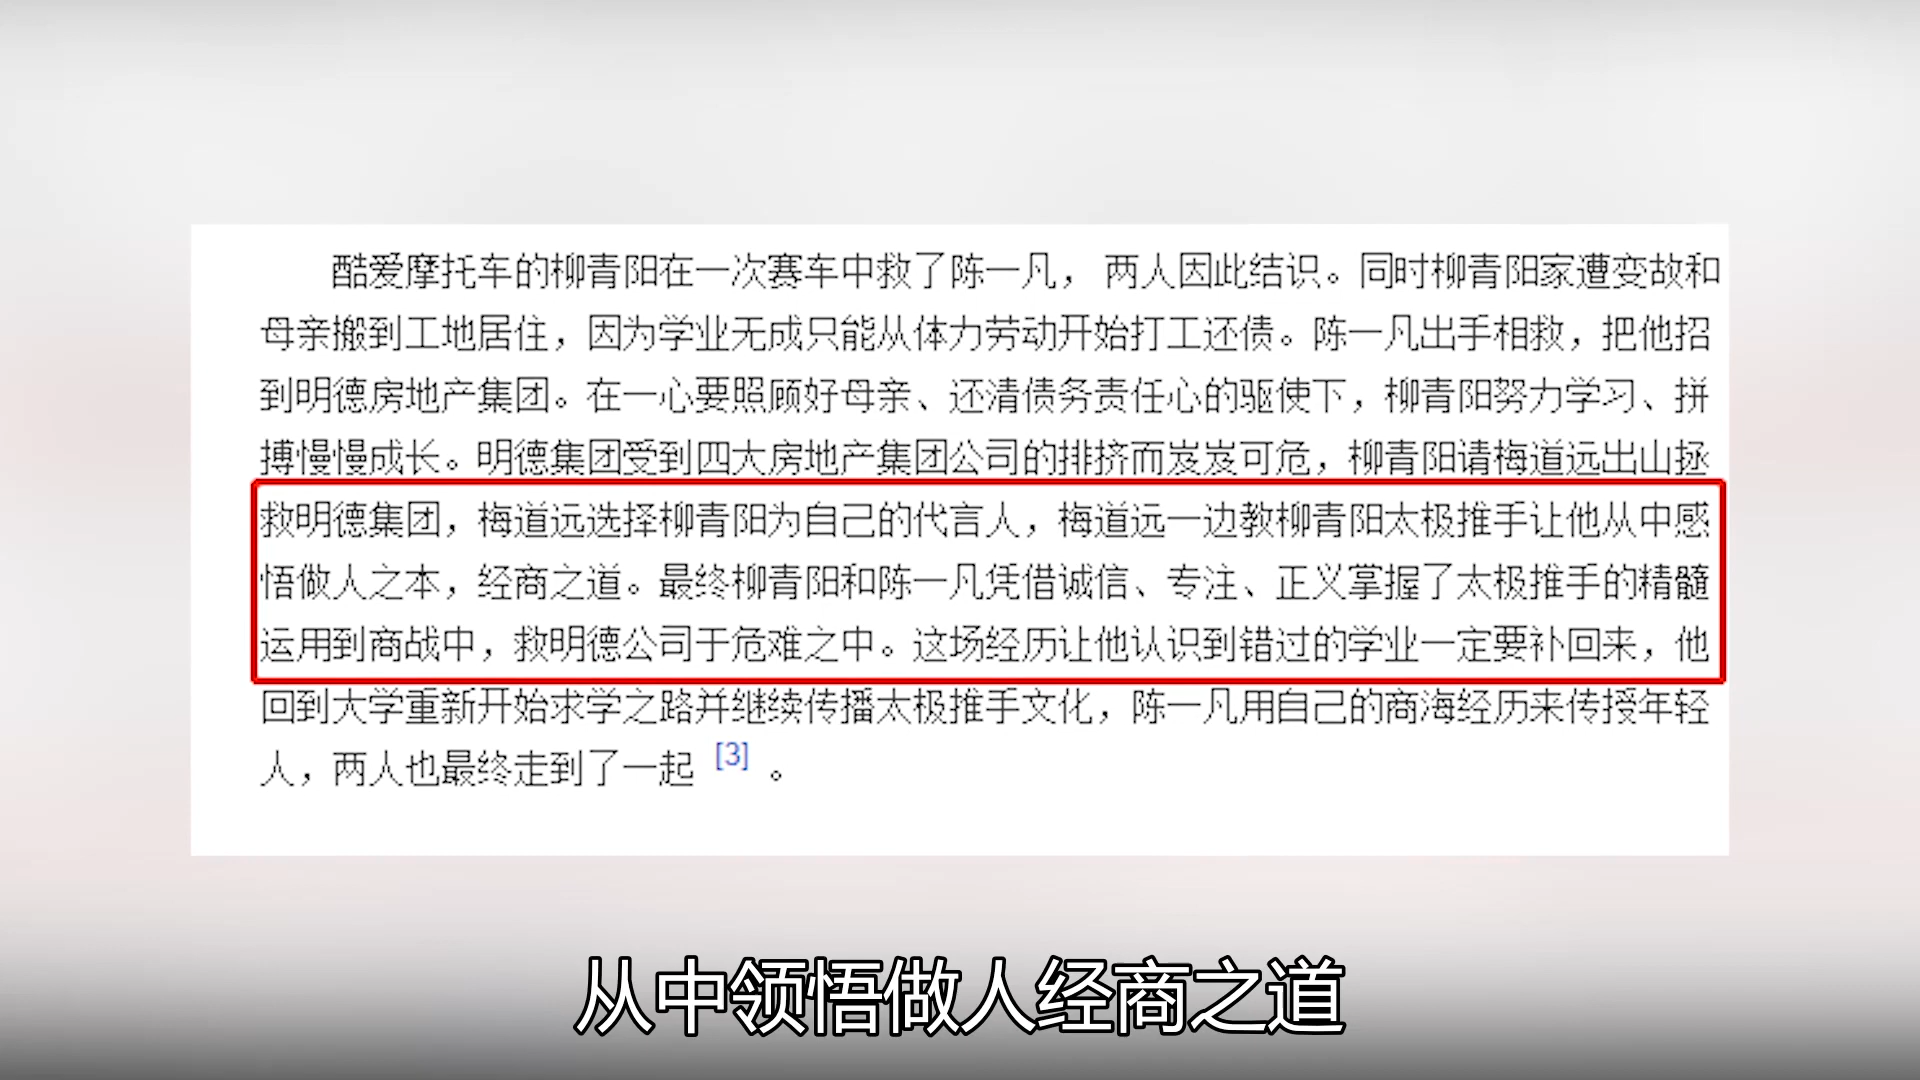 酷爱摩托车的柳青阳在一次赛车中救了陈一凡， 两人因此结识。同时柳青阳家遭变故和
母亲搬到工地居住，因为学业无成只能从体力劳动开始打工还债。陈一凡出手相救，把他招
到明德房地产集团。在一心要照顾好母亲、还清债务责任心的驱使下，柳青阳努力学习、拼
搏慢慢成长。明德集团受到四大房地产集团公司的排挤而岌岌可危，柳青阳请梅道远出山拯
救明德集团，梅道远选择柳青阳为自己的代言人，梅道远一边教柳青阳太极推手让他从中感
悟做人之本，经商之道。最终柳青阳和陈一凡凭借诚信、专注、正义掌握了太极推手的精髓
运用到商战中，救明德公司于危难之中。这场经历让他认识到错过的学业一定要补回来，他
回到大学重新开始求学之路并继续传播太极推手文化，陈一凡用自己的商海经历来传授年轻
人，两人也最终走到了一起 [3] 。
从中领悟做人经商之道